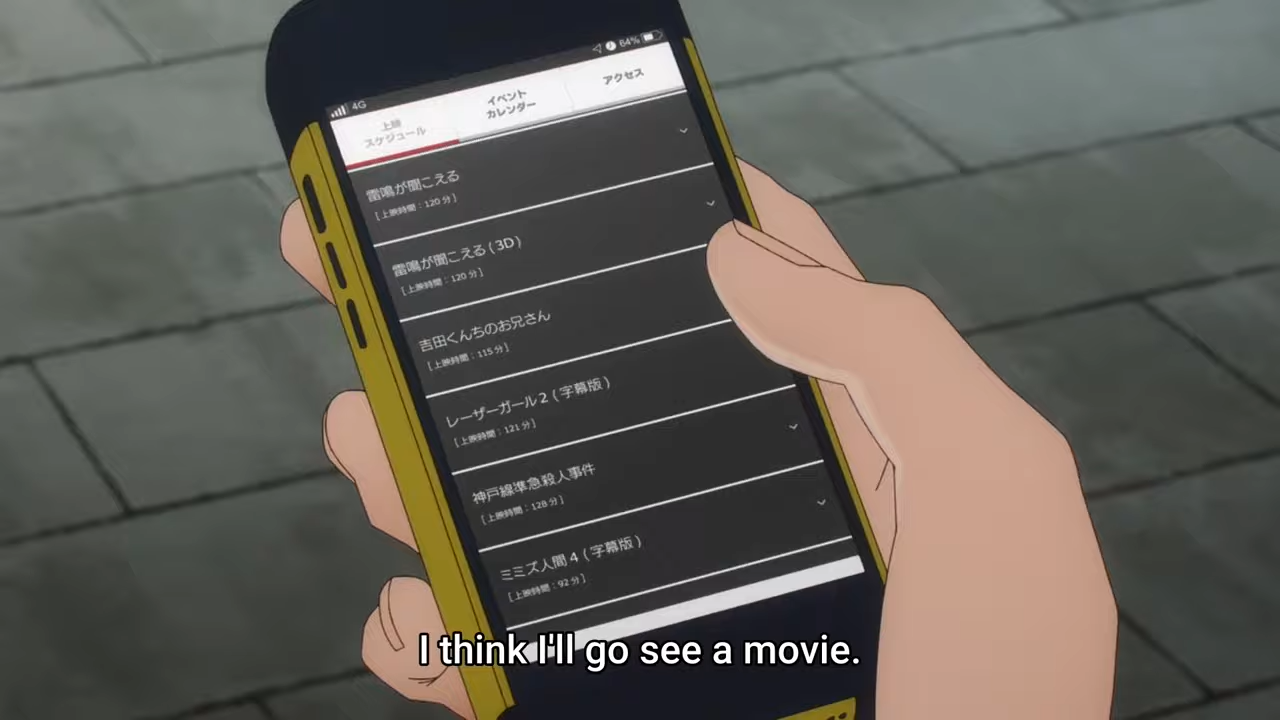 4G
64%
上映
スケジュール
イベント
カレンダー
アクセス
雷鳴が聞こえる
[上映時間：120分]
雷鳴が聞こえる(3D)
[上映時間：120分]
吉田くんちのお兄さん
[上映時間：115分]
レーザーガール2(字幕版)
[上映時間：121分]
神戸線準急殺人事件
[上映時間：128分]
ミミズ人間4(字幕版)
[上映時間：92分]
I think I'll go see a movie.